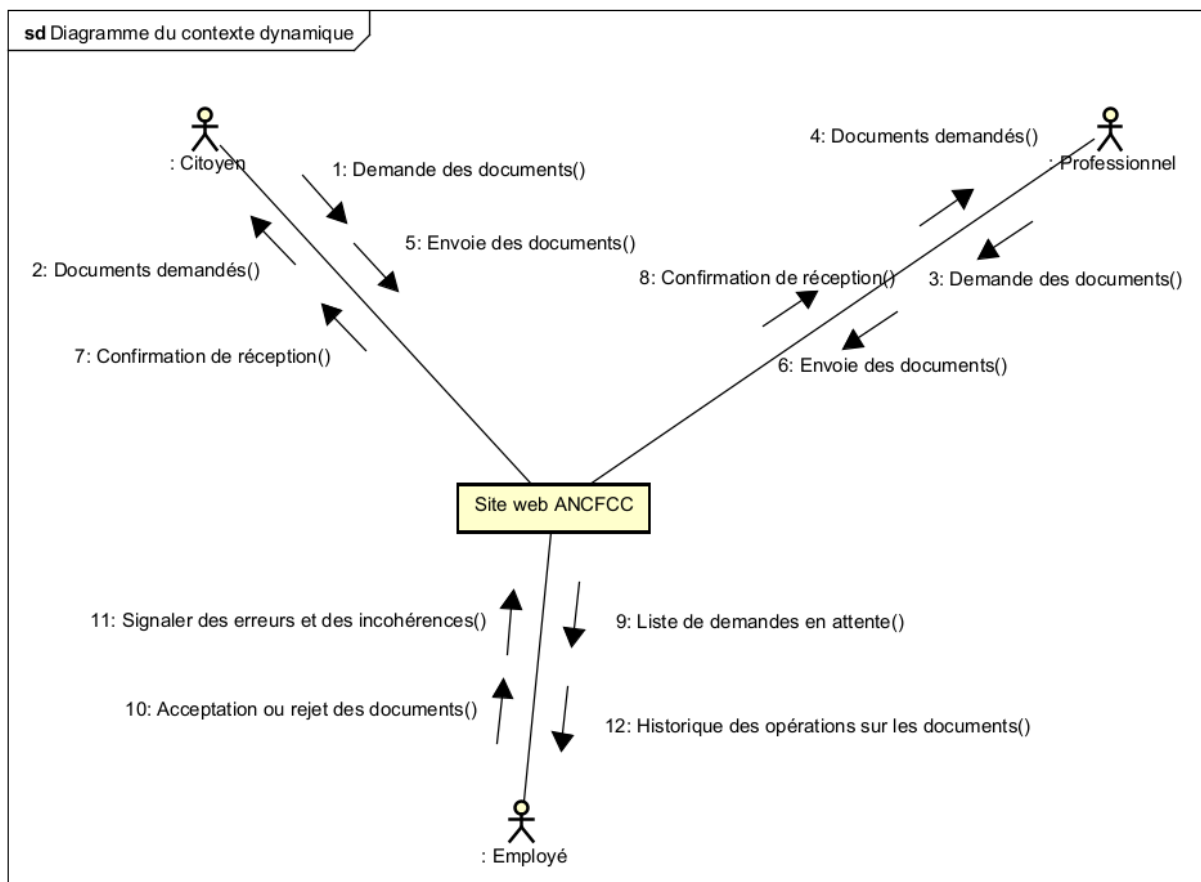 sd Diagramme du contexte dynamique
4: Documents demandés()
: Citoyen
: Professionnel
1: Demande des documents()
5: Envoie des documents()
2: Documents demandés()
8: Confirmation de réception()
3: Demande des documents()
7: Confirmation de réception()
6: Envoie des documents()
Site web ANCFCC
11: Signaler des erreurs et des incohérences()
9: Liste de demandes en attente()
10: Acceptation ou rejet des documents()
12: Historique des opérations sur les documents()
: Employé